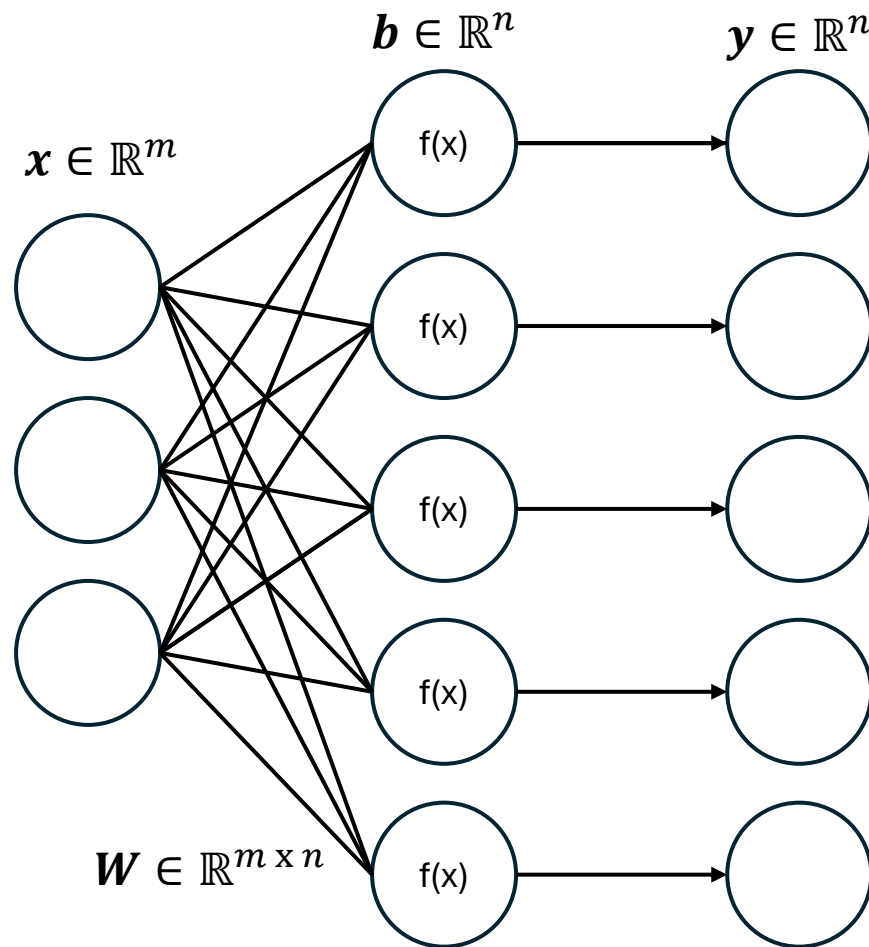 𝒃 ∈ ℝⁿ
𝒚 ∈ ℝⁿ
𝒙 ∈ ℝᵐ
f(x)
f(x)
f(x)
f(x)
f(x)
𝑾 ∈ ℝᵐ ˣ ⁿ